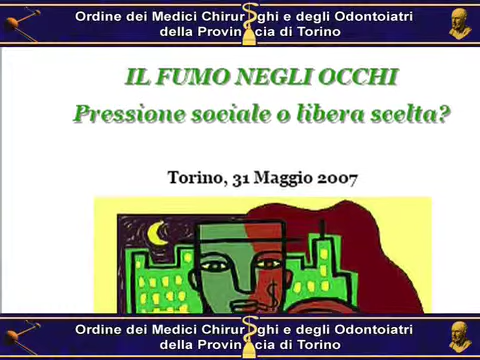 Ordine dei Medici Chirurghi e degli Odontoiatri
della Provincia di Torino
IL FUMO NEGLI OCCHI
Pressione sociale o libera scelta?
Torino, 31 Maggio 2007
$
Ordine dei Medici Chirurghi e degli Odontoiatri
della Provincia di Torino